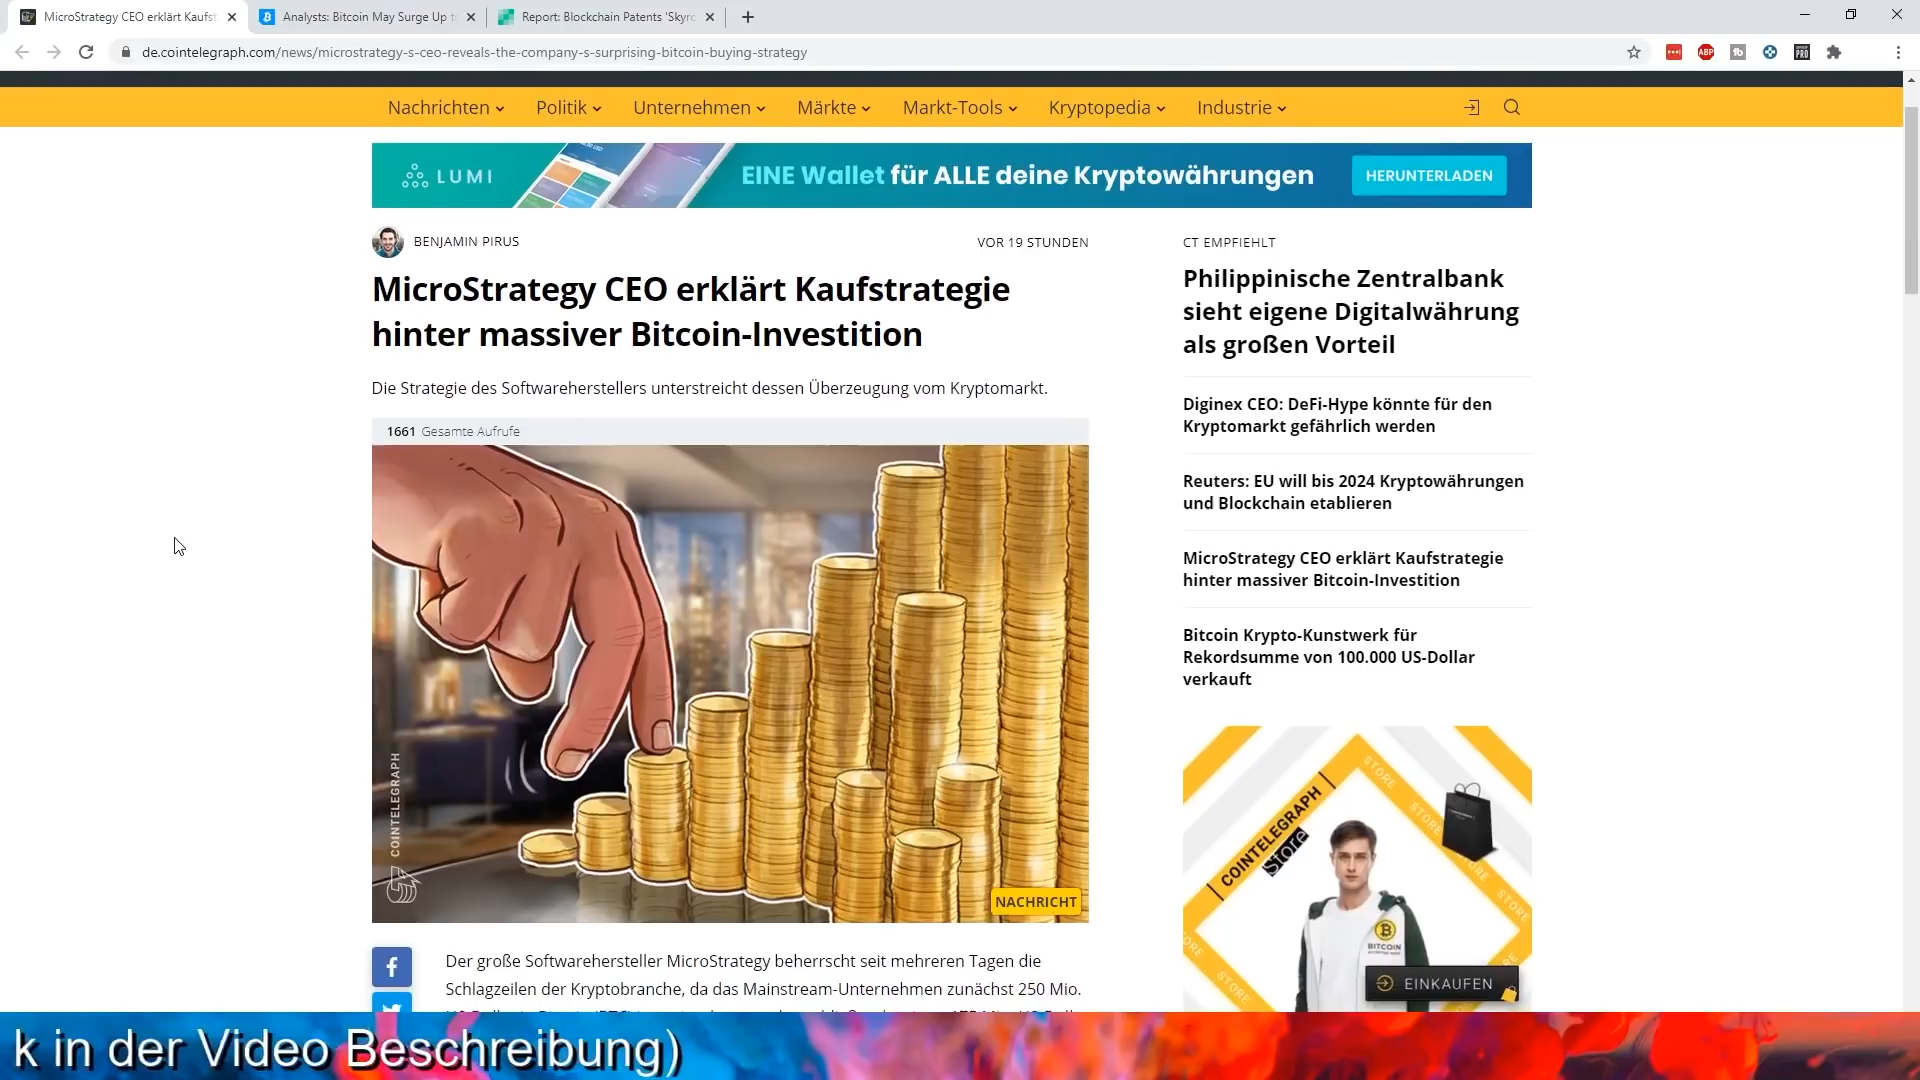 MicroStrategy CEO erklärt Kaufst
Analysts: Bitcoin May Surge Up t
Report: Blockchain Patents 'Skyro
de.cointelegraph.com/news/microstrategy-s-ceo-reveals-the-company-s-surprising-bitcoin-buying-strategy
ABP
PRO
Nachrichten Politik Unternehmen Märkte Markt-Tools Kryptopedia Industrie
LUMI
EINE Wallet für ALLE deine Kryptowährungen
HERUNTERLADEN
BENJAMIN PIRUS
VOR 19 STUNDEN
MicroStrategy CEO erklärt Kaufstrategie
hinter massiver Bitcoin-Investition
Die Strategie des Softwareherstellers unterstreicht dessen Überzeugung vom Kryptomarkt.
1661 Gesamte Aufrufe
COINTELEGRAPH
NACHRICHT
Der große Softwarehersteller MicroStrategy beherrscht seit mehreren Tagen die
Schlagzeilen der Kryptobranche, da das Mainstream-Unternehmen zunächst 250 Mio.
CT EMPFIEHLT
Philippinische Zentralbank
sieht eigene Digitalwährung
als großen Vorteil
Diginex CEO: DeFi-Hype könnte für den
Kryptomarkt gefährlich werden
Reuters: EU will bis 2024 Kryptowährungen
und Blockchain etablieren
MicroStrategy CEO erklärt Kaufstrategie
hinter massiver Bitcoin-Investition
Bitcoin Krypto-Kunstwerk für
Rekordsumme von 100.000 US-Dollar
verkauft
COINTELEGRAPH
Store
STORE
STORE
STORE
STORE
BITCOIN
EINKAUFEN
k in der Video Beschreibung)